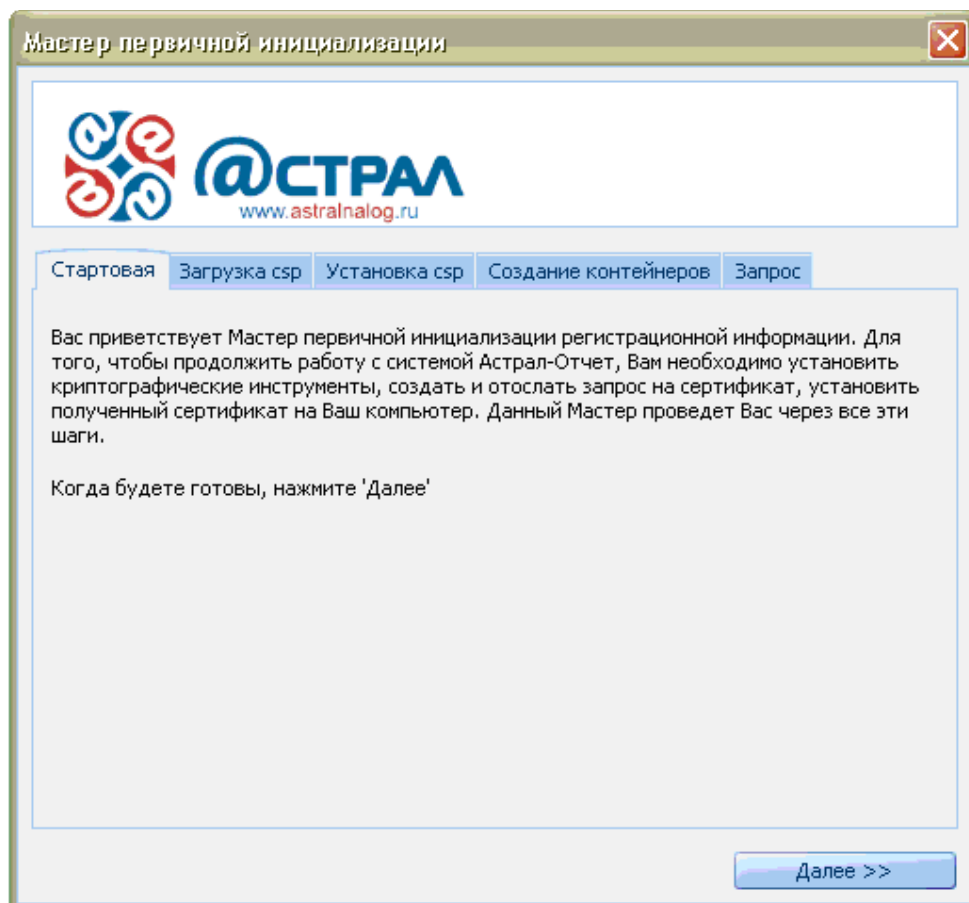 Мастер первичной инициализации
@СТРАЛ
www.astralnalog.ru
Стартовая Загрузка csp Установка csp Создание контейнеров Запрос
Вас приветствует Мастер первичной инициализации регистрационной информации. Для
того, чтобы продолжить работу с системой Астрал-Отчет, Вам необходимо установить
криптографические инструменты, создать и отослать запрос на сертификат, установить
полученный сертификат на Ваш компьютер. Данный Мастер проведет Вас через все эти
шаги.
Когда будете готовы, нажмите 'Далее'
Далее >>